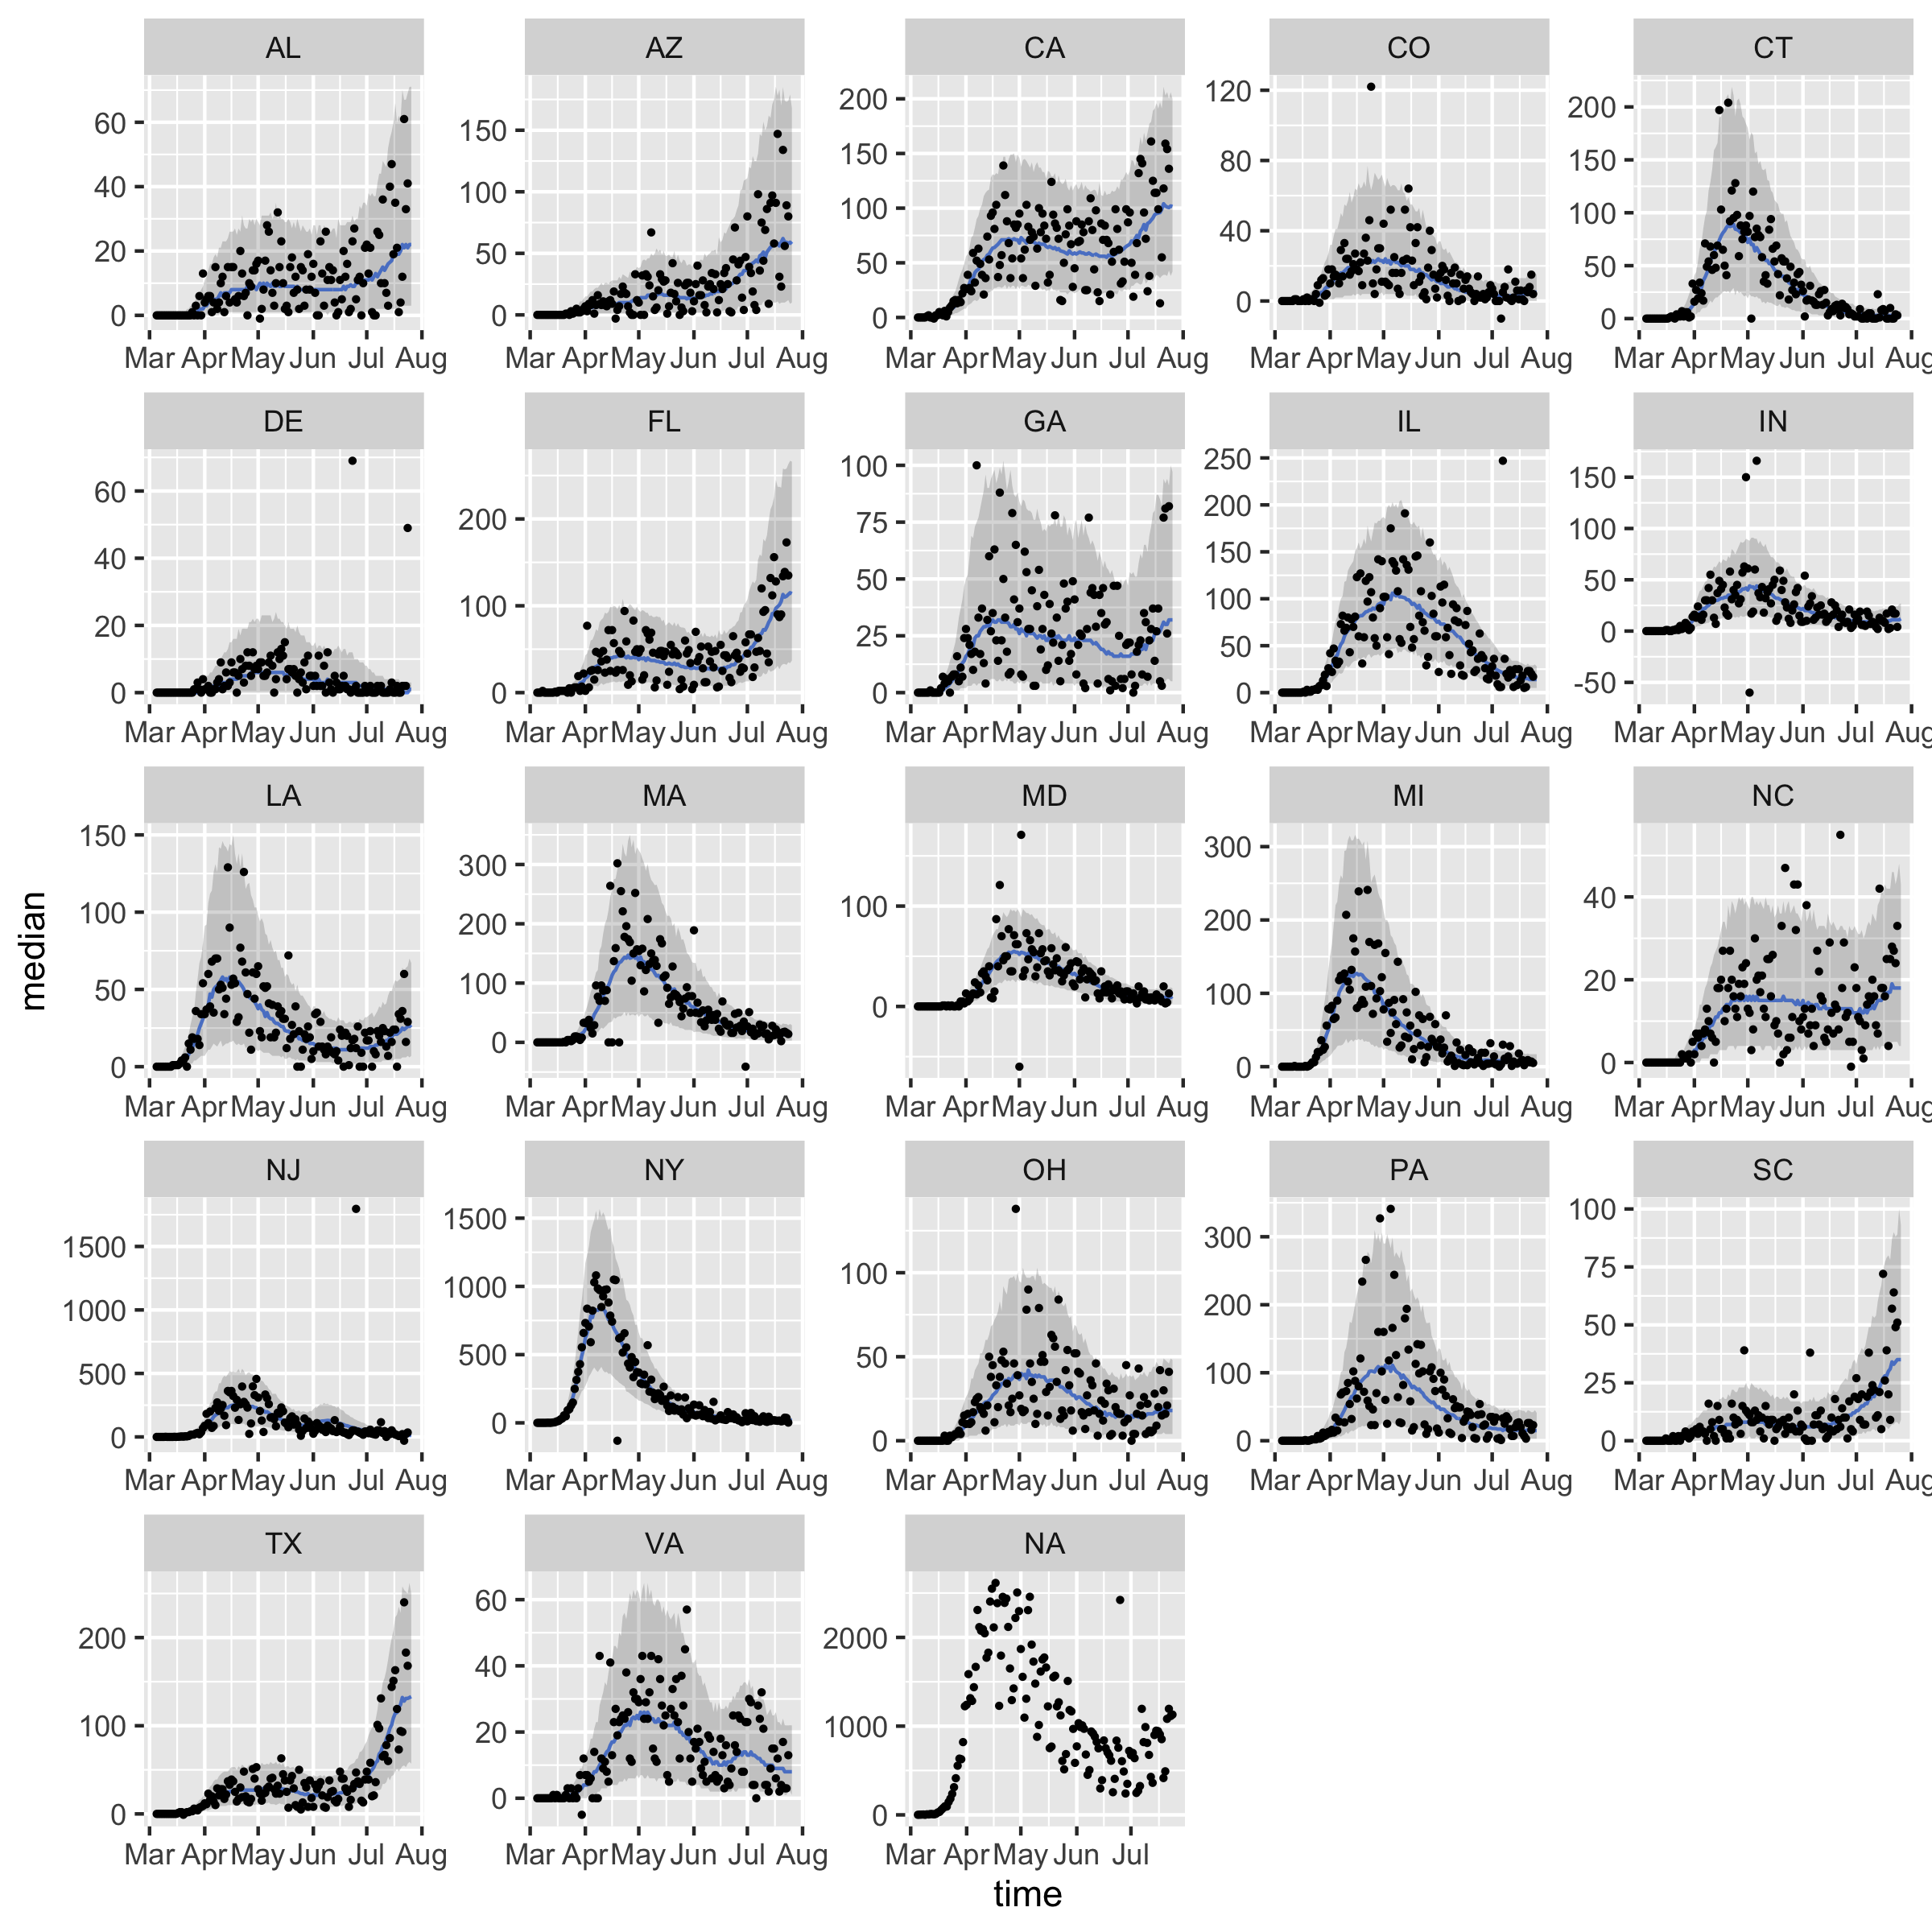 AL AZ CA CO CT
60 40 20 0 150 100 50 0 200 150 100 50 0 120 80 40 0 200 150 100 50 0
Mar Apr May Jun Jul Aug Mar Apr May Jun Jul Aug Mar Apr May Jun Jul Aug Mar Apr May Jun Jul Aug Mar Apr May Jun Jul Aug
DE FL GA IL IN
60 40 20 0 200 100 0 100 75 50 25 0 250 200 150 100 50 0 150 100 50 0 -50
Mar Apr May Jun Jul Aug Mar Apr May Jun Jul Aug Mar Apr May Jun Jul Aug Mar Apr May Jun Jul Aug Mar Apr May Jun Jul Aug
LA MA MD MI NC
150 100 50 0 300 200 100 0 100 0 300 200 100 0 40 20 0
Mar Apr May Jun Jul Aug Mar Apr May Jun Jul Aug Mar Apr May Jun Jul Aug Mar Apr May Jun Jul Aug Mar Apr May Jun Jul Aug
median
NJ NY OH PA SC
1500 1000 500 0 1500 1000 500 0 100 50 0 300 200 100 0 100 75 50 25 0
Mar Apr May Jun Jul Aug Mar Apr May Jun Jul Aug Mar Apr May Jun Jul Aug Mar Apr May Jun Jul Aug Mar Apr May Jun Jul Aug
TX VA NA
200 100 0 60 40 20 0 2000 1000 0
Mar Apr May Jun Jul Aug Mar Apr May Jun Jul Aug Mar Apr May Jun Jul
time